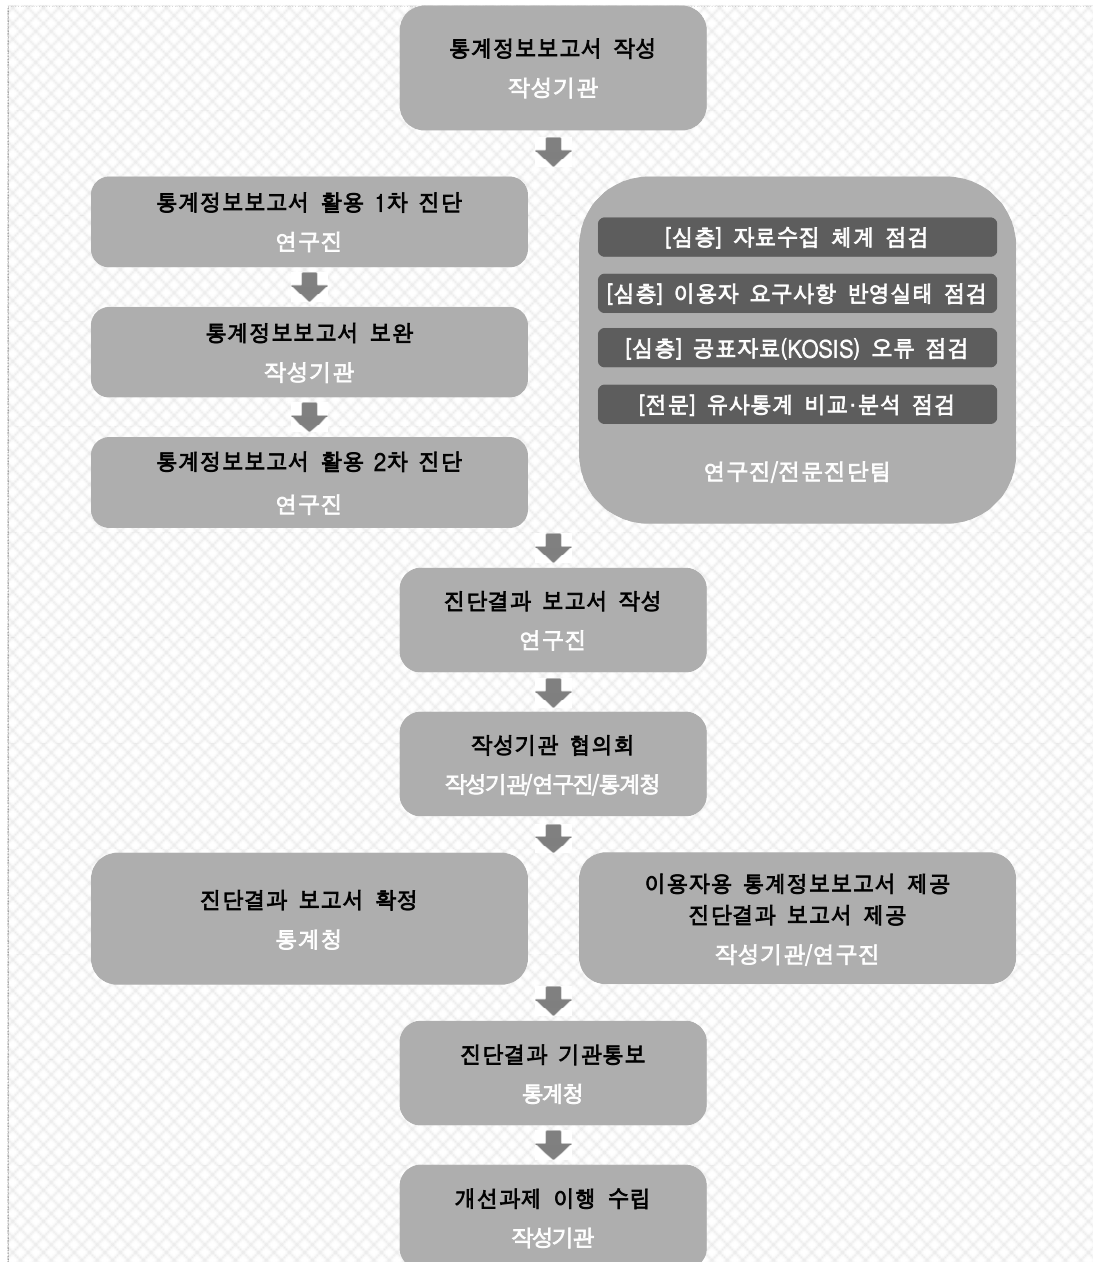 통계정보보고서 작성
작성기관
통계정보보고서 활용 1차 진단
연구진
통계정보보고서 보완
작성기관
통계정보보고서 활용 2차 진단
연구진
[심층] 자료수집 체계 점검
[심층] 이용자 요구사항 반영실태 점검
[심층] 공표자료(KOSIS) 오류 점검
[전문] 유사통계 비교·분석 점검
연구진/전문진단팀
진단결과 보고서 작성
연구진
작성기관 협의회
작성기관/연구진/통계청
진단결과 보고서 확정
통계청
이용자용 통계정보보고서 제공
진단결과 보고서 제공
작성기관/연구진
진단결과 기관통보
통계청
개선과제 이행 수립
작성기관